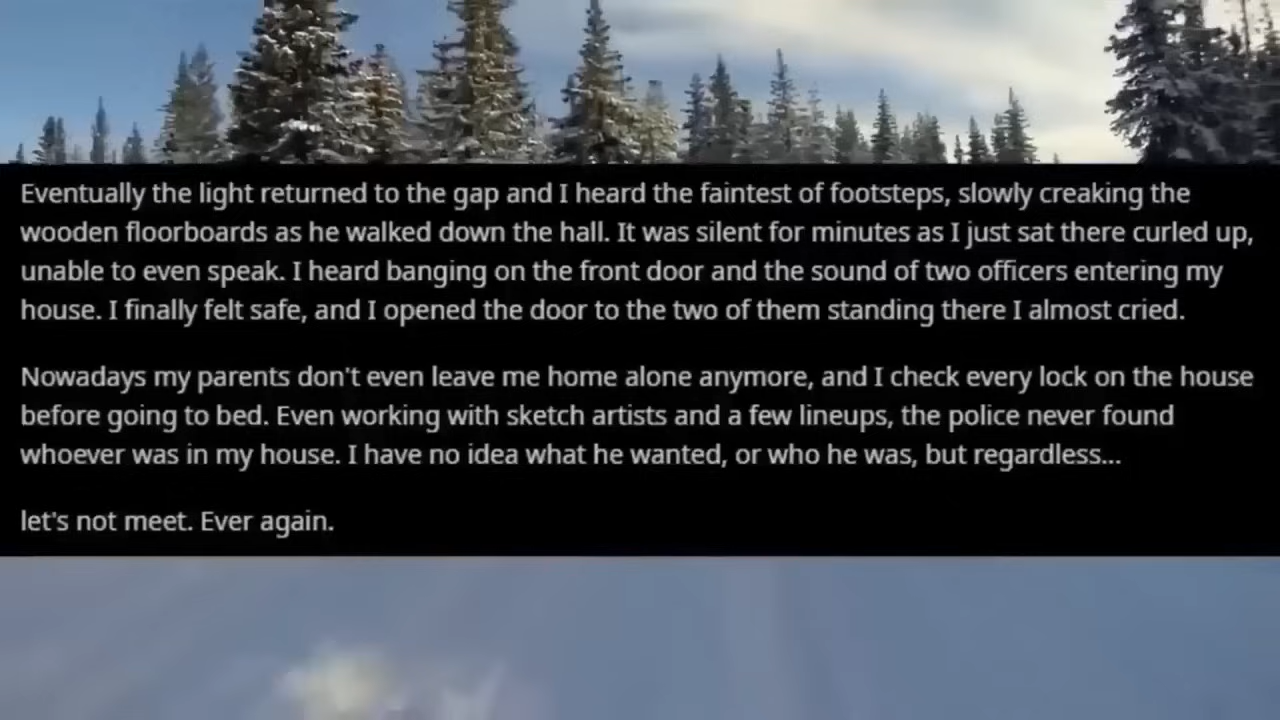 Eventually the light returned to the gap and I heard the faintest of footsteps, slowly creaking the
wooden floorboards as he walked down the hall. It was silent for minutes as I just sat there curled up,
unable to even speak. I heard banging on the front door and the sound of two officers entering my
house. I finally felt safe, and I opened the door to the two of them standing there I almost cried.
Nowadays my parents don't even leave me home alone anymore, and I check every lock on the house
before going to bed. Even working with sketch artists and a few lineups, the police never found
whoever was in my house. I have no idea what he wanted, or who he was, but regardless...
let's not meet. Ever again.